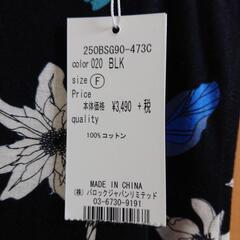 250BSG90-473C
color 020 BLK
size F
Price
本体価格 ¥3,490 +税
quality
100%コットン
MADE IN CHINA
(株)バロックジャパンリミテッド
03-6730-9191